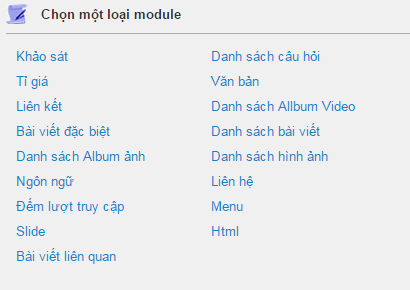 Chọn một loại module
Khảo sát
Tỉ giá
Liên kết
Bài viết đặc biệt
Danh sách Album ảnh
Ngôn ngữ
Đếm lượt truy cập
Slide
Bài viết liên quan
Danh sách câu hỏi
Văn bản
Danh sách Allbum Video
Danh sách bài viết
Danh sách hình ảnh
Liên hệ
Menu
Html